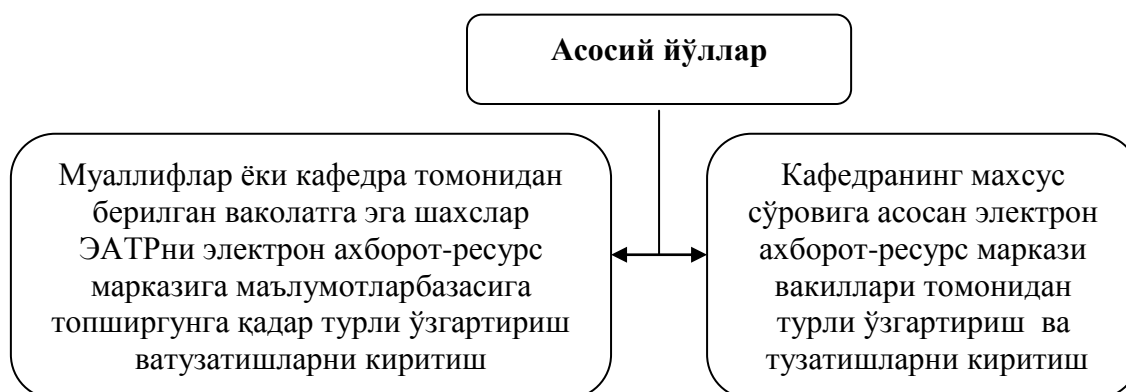 Асосий йўллар
Муаллифлар ёки кафедра томонидан
берилган ваколатга эга шахслар
ЭАТРни электрон ахборот-ресурс
марказига маълумотларбазасига
топширгунга қадар турли ўзгартириш
ватузатишларни киритиш
Кафедранинг махсус
сўровига асосан электрон
ахборот-ресурс маркази
вакиллари томонидан
турли ўзгартириш ва
тузатишларни киритиш